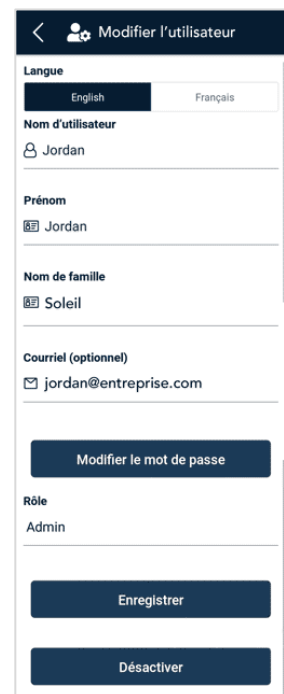 Modifier l'utilisateur
Langue
English Français
Nom d'utilisateur
Jordan
Prénom
Jordan
Nom de famille
Soleil
Courriel (optionnel)
jordan@entreprise.com
Modifier le mot de passe
Rôle
Admin
Enregistrer
Désactiver